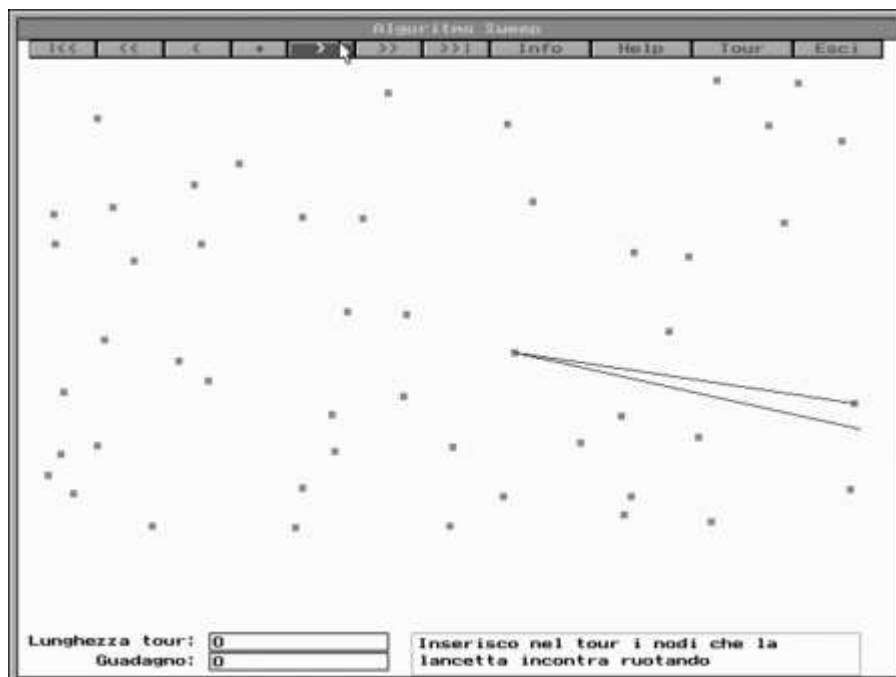 Algoritmo Sweep
I<< << < * > >> >>I Info Help Tour Esci
Lunghezza tour: 0
Guadagno: 0
Inserisco nel tour i nodi che la
lancetta incontra ruotando